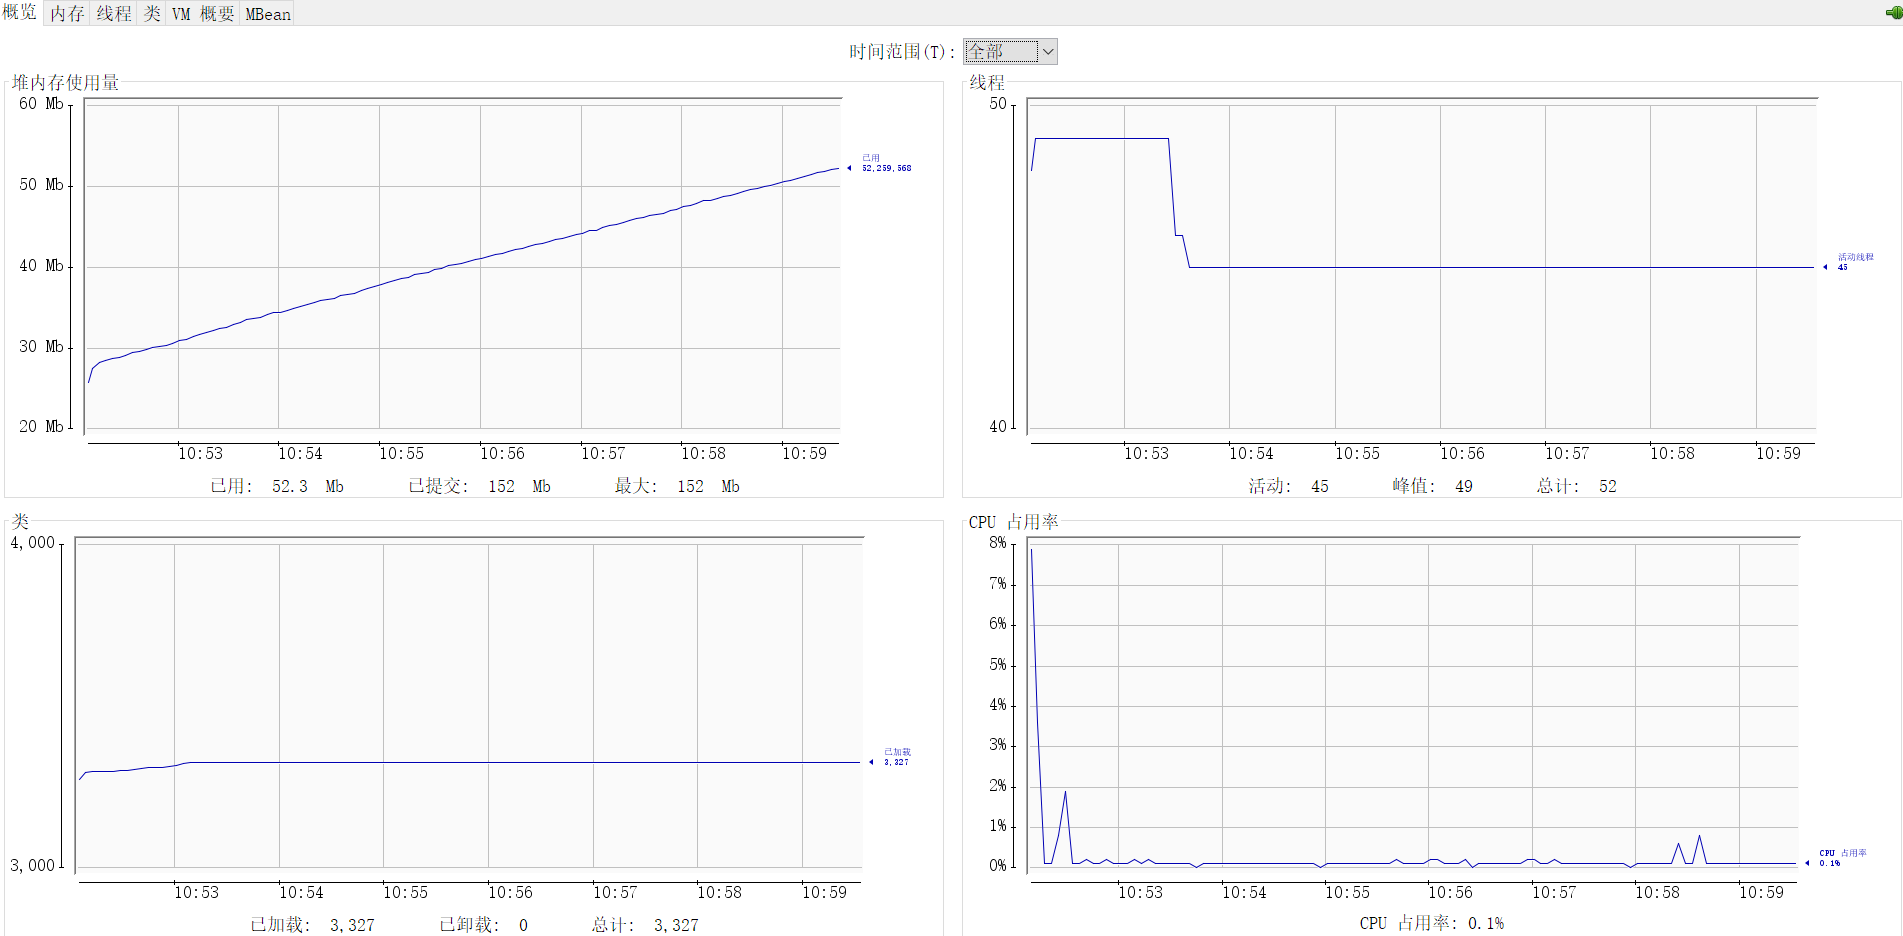 概览 内存 线程 类 VM 概要 MBean
时间范围(T): 全部
堆内存使用量
60 Mb
50 Mb
40 Mb
30 Mb
20 Mb
已用
52,259,568
10:53 10:54 10:55 10:56 10:57 10:58 10:59
已用: 52.3 Mb 已提交: 152 Mb 最大: 152 Mb
线程
50
40
活动线程
45
10:53 10:54 10:55 10:56 10:57 10:58 10:59
活动: 45 峰值: 49 总计: 52
类
4,000
3,000
已加载
3,327
10:53 10:54 10:55 10:56 10:57 10:58 10:59
已加载: 3,327 已卸载: 0 总计: 3,327
CPU 占用率
8%
7%
6%
5%
4%
3%
2%
1%
0%
CPU 占用率
0.1%
10:53 10:54 10:55 10:56 10:57 10:58 10:59
CPU 占用率: 0.1%